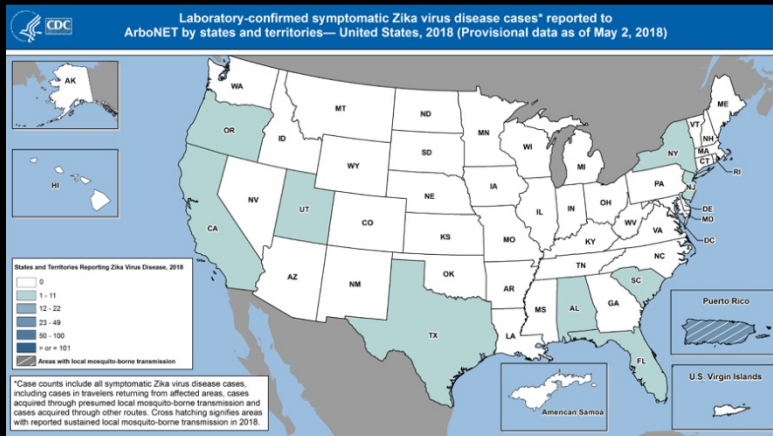 CDC
Laboratory-confirmed symptomatic Zika virus disease cases* reported to
ArboNET by states and territories— United States, 2018 (Provisional data as of May 2, 2018)
AK
HI
WA
OR
CA
NV
ID
MT
WY
UT
AZ
CO
NM
ND
SD
NE
KS
OK
TX
MN
IA
MO
AR
LA
WI
IL
MI
IN
OH
KY
TN
MS
AL
GA
FL
SC
NC
VA
WV
PA
NY
VT
NH
ME
MA
CT
RI
NJ
DE
MD
DC
States and Territories Reporting Zika Virus Disease, 2018
0
1 - 11
12 - 22
23 - 49
50 - 100
> or = 101
Areas with local mosquito-borne transmission
*Case counts include all symptomatic Zika virus disease cases,
including cases in travelers returning from affected areas, cases
acquired through presumed local mosquito-borne transmission and
cases acquired through other routes. Cross hatching signifies areas
with reported sustained local mosquito-borne transmission in 2018.
Puerto Rico
U.S. Virgin Islands
American Samoa